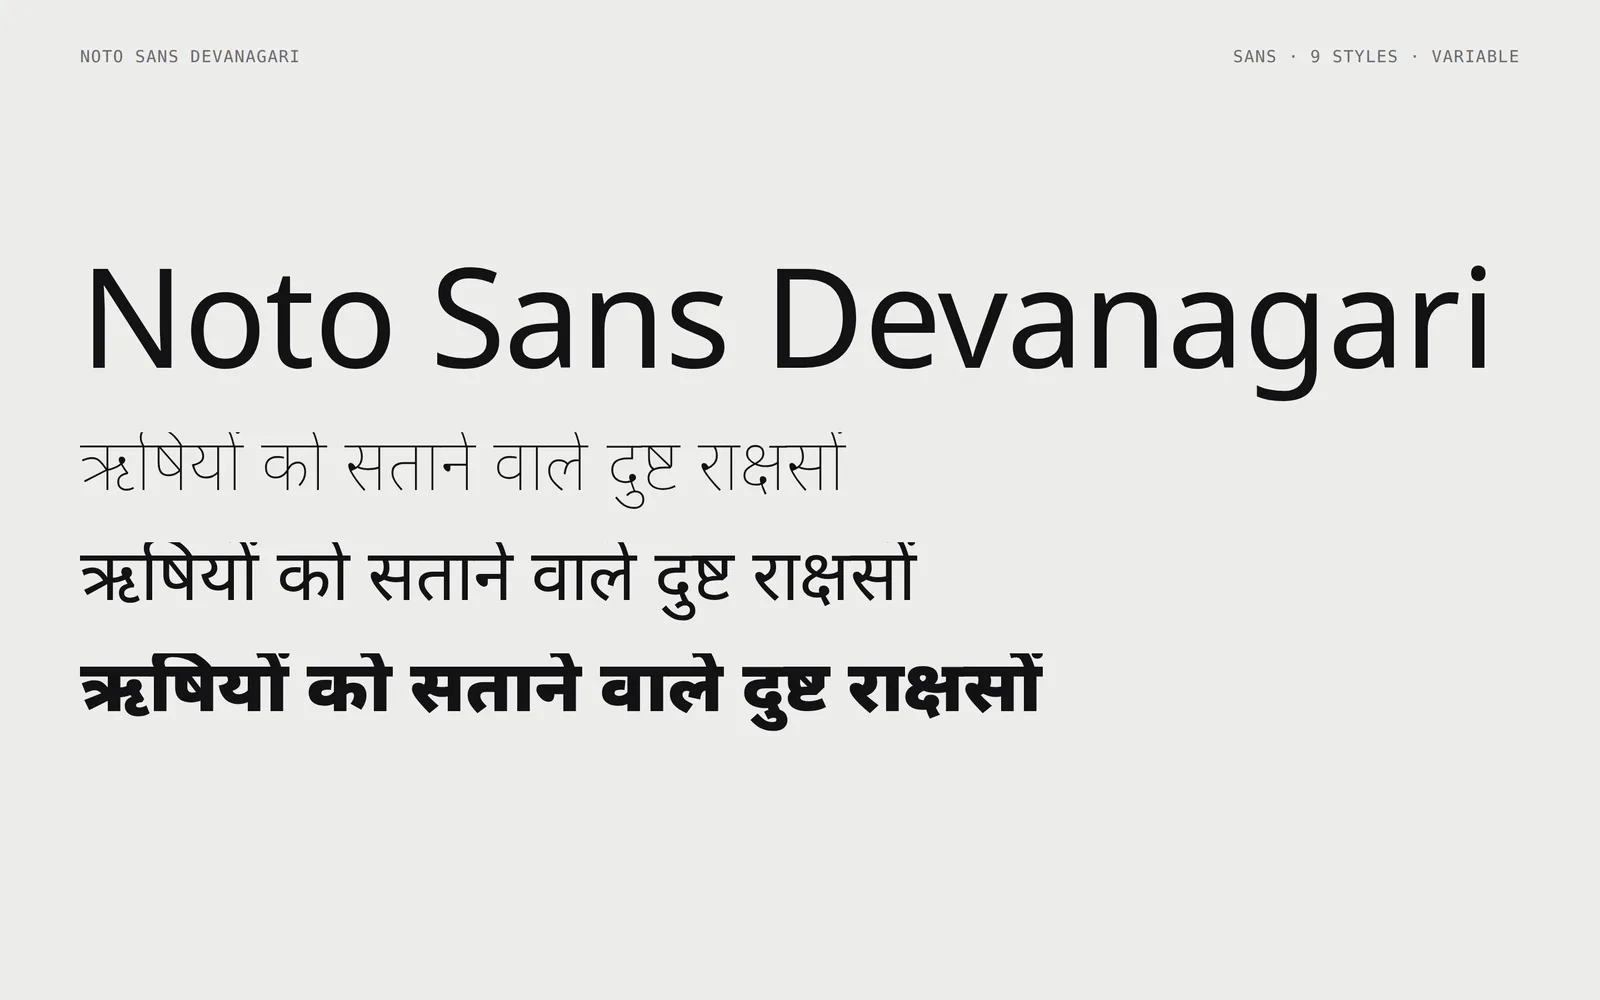 NOTO SANS DEVANAGARI
SANS · 9 STYLES · VARIABLE
Noto Sans Devanagari
ऋषियों को सताने वाले दुष्ट राक्षसों
ऋषियों को सताने वाले दुष्ट राक्षसों
ऋषियों को सताने वाले दुष्ट राक्षसों